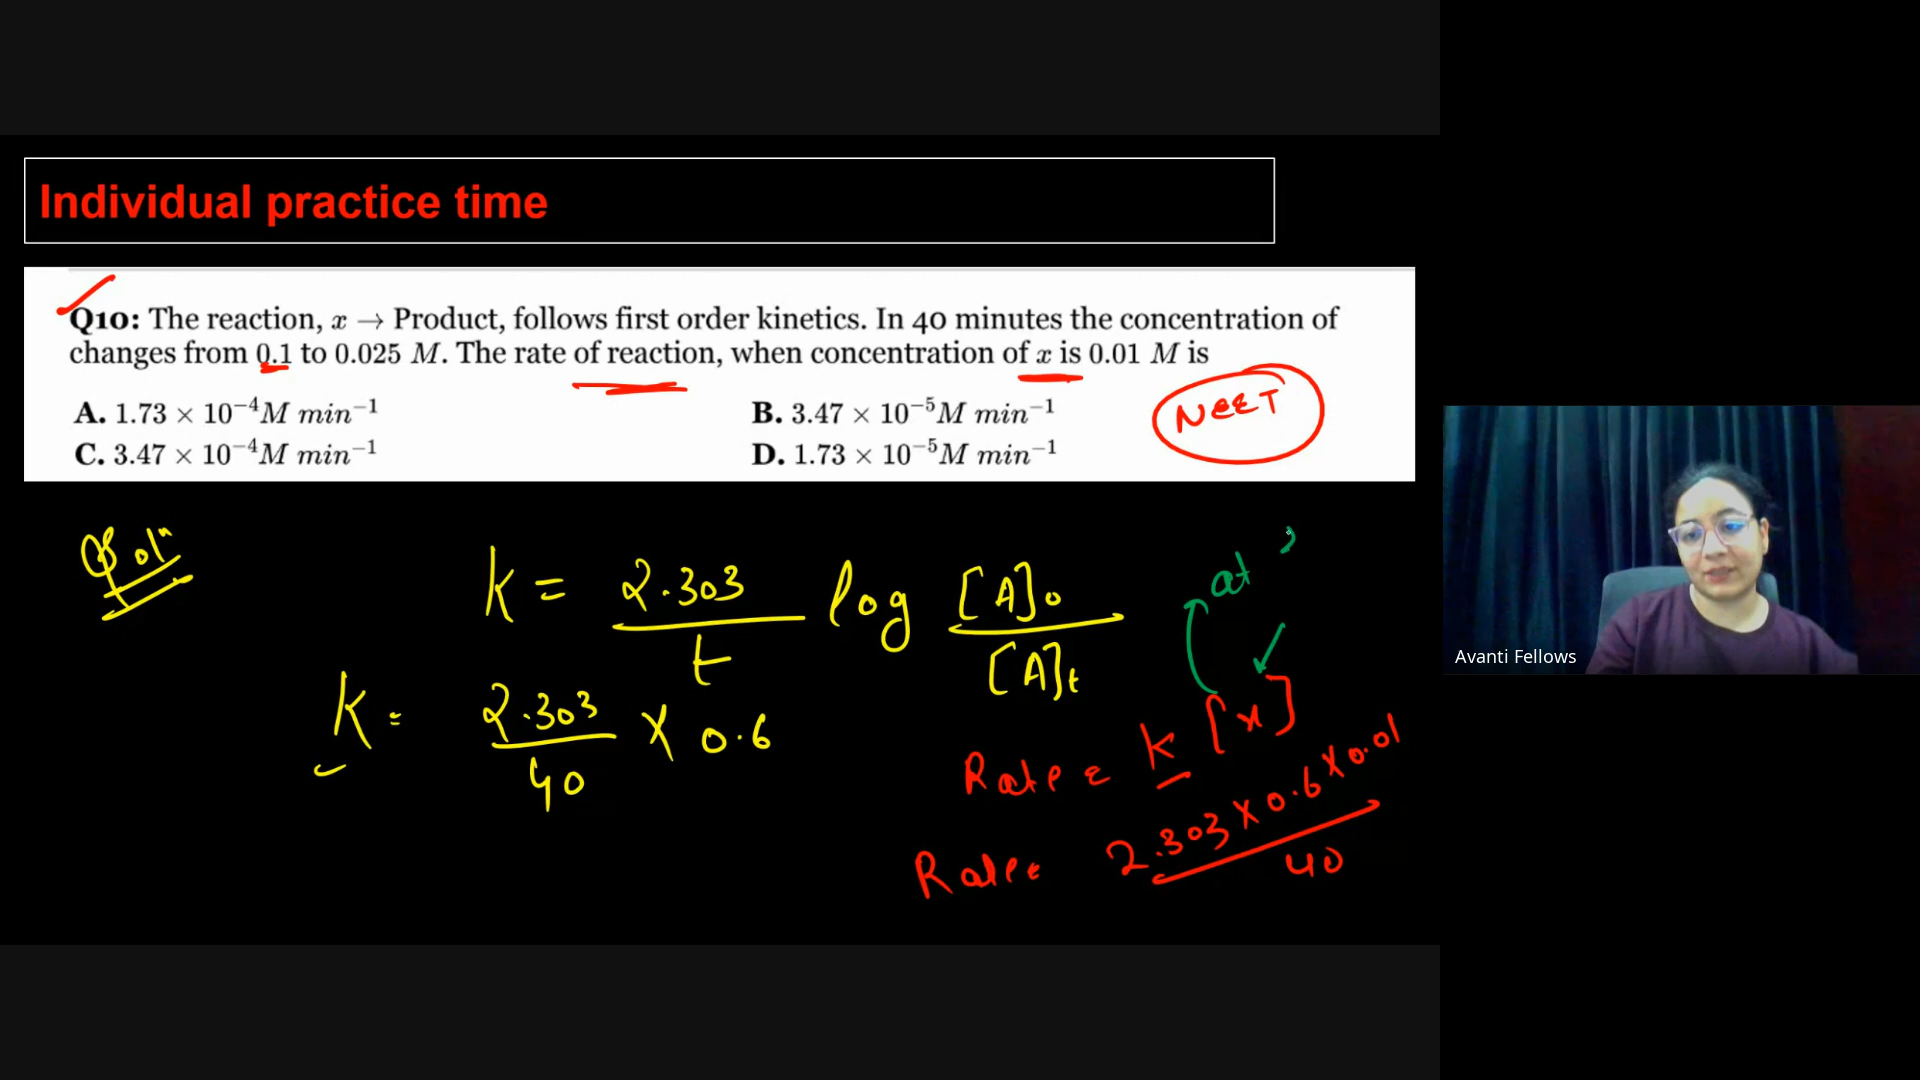 Individual practice time
Q10: The reaction, x → Product, follows first order kinetics. In 40 minutes the concentration of
changes from 0.1 to 0.025 M. The rate of reaction, when concentration of x is 0.01 M is
A. 1.73 × 10⁻⁴M min⁻¹
B. 3.47 × 10⁻⁵M min⁻¹
C. 3.47 × 10⁻⁴M min⁻¹
D. 1.73 × 10⁻⁵M min⁻¹
NEET
Solⁿ
K = 2.303 / t log [A]₀ / [A]t
K = 2.303 / 40 × 0.6
at
Rate = k [x]
Rate = 2.303 × 0.6 × 0.01 / 40
Avanti Fellows